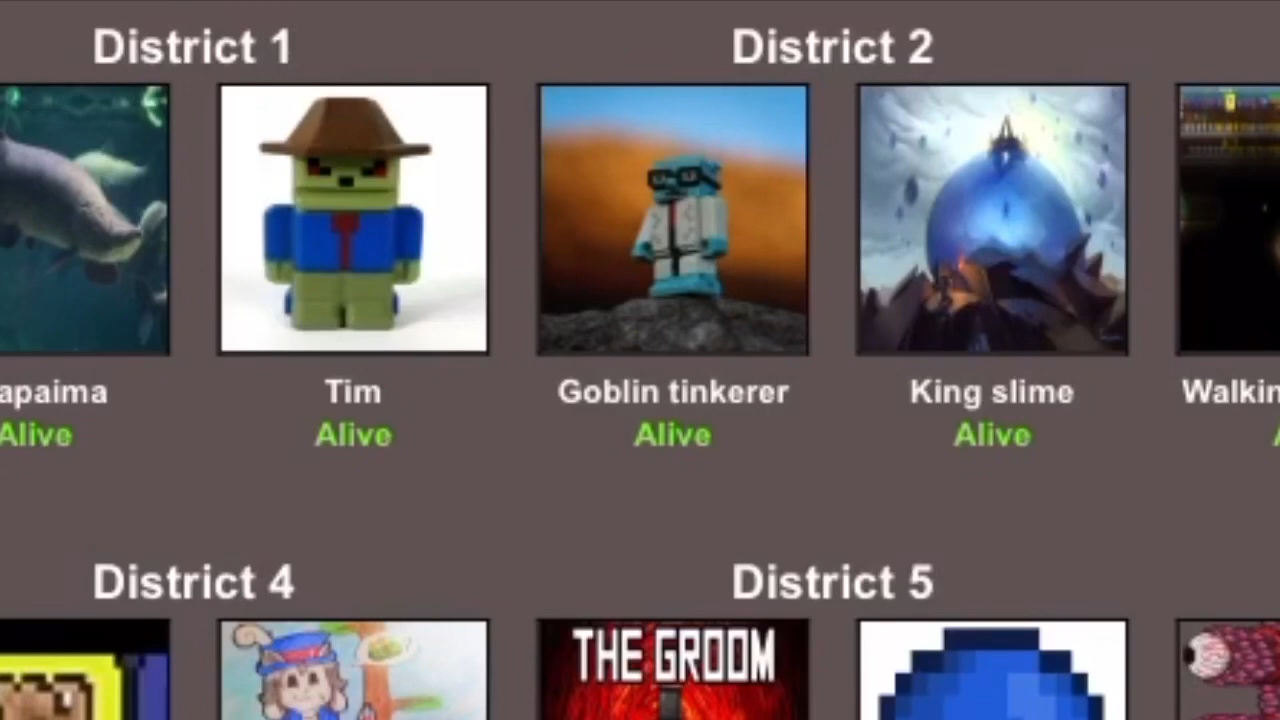 District 1 District 2
apaima Tim Goblin tinkerer King slime Walkin
Alive Alive Alive Alive
District 4 District 5
THE GROOM